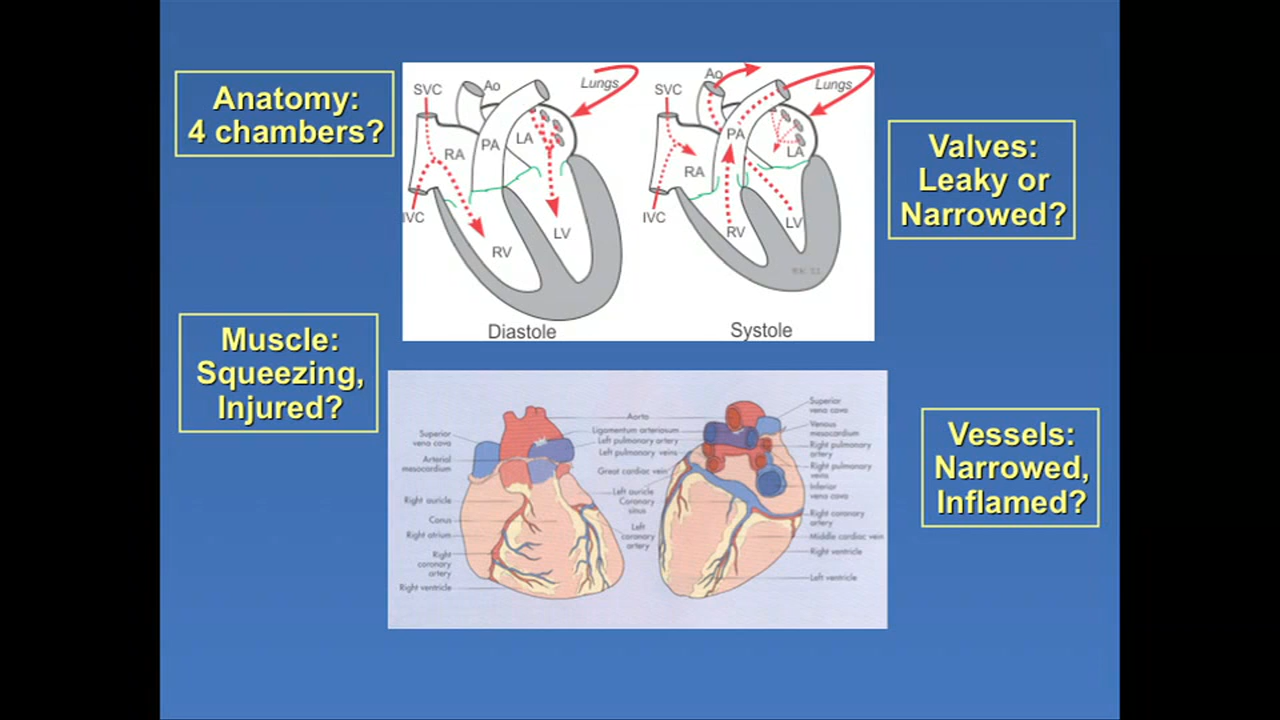 Anatomy:
4 chambers?
Muscle:
Squeezing,
Injured?
Valves:
Leaky or
Narrowed?
Vessels:
Narrowed,
Inflamed?
SVC
Ao
Lungs
LA
PA
RA
IVC
LV
RV
Diastole
SVC
Ao
Lungs
PA
LA
RA
IVC
LV
RV
Systole
Superior
vena cava
Arterial
mesocardium
Right auricle
Conus
Right atrium
Right
coronary
artery
Right ventricle
Aorta
Ligamentum arteriosum
Left pulmonary artery
Left pulmonary veins
Great cardiac vein
Left auricle
Coronary
sinus
Left
coronary
artery
Superior
vena cava
Venous
mesocardium
Right pulmonary
artery
Right pulmonary
veins
Inferior
vena cava
Right coronary
artery
Middle cardiac vein
Right ventricle
Left ventricle